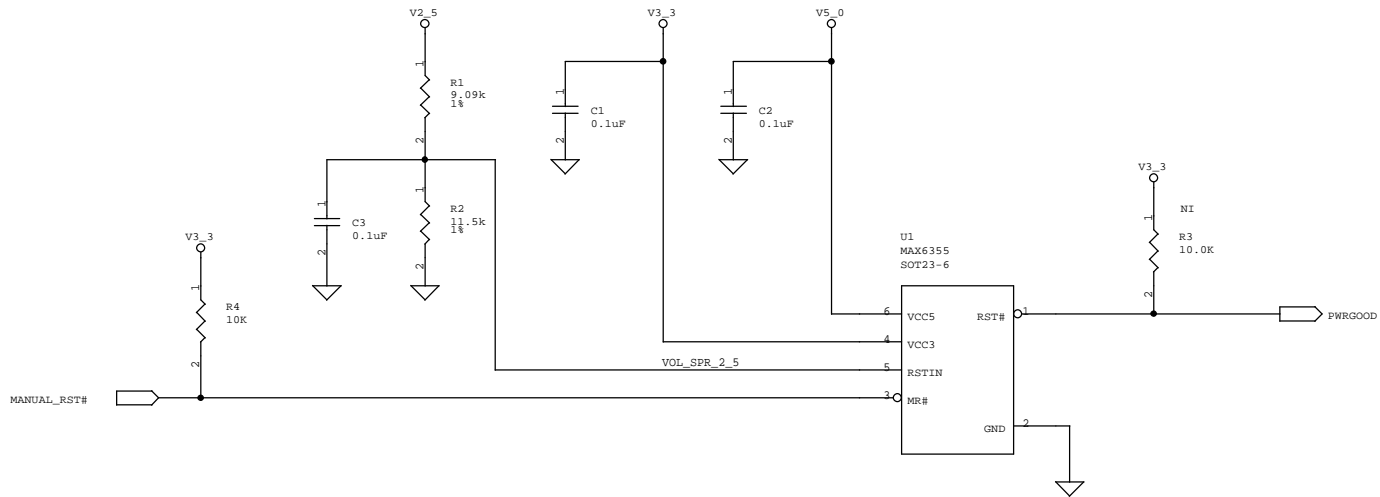 V2_5
V3_3
V5_0
1
R1
9.09k
1%
2
1
C1
0.1uF
2
1
C2
0.1uF
2
V3_3
1
NI
R3
10.0K
2
1
C3
0.1uF
2
1
R2
11.5k
1%
2
V3_3
1
R4
10K
2
U1
MAX6355
SOT23-6
6 VCC5
RST# 1
PWRGOOD
4 VCC3
VOL_SPR_2_5
5 RSTIN
MANUAL_RST#
3 MR#
GND 2